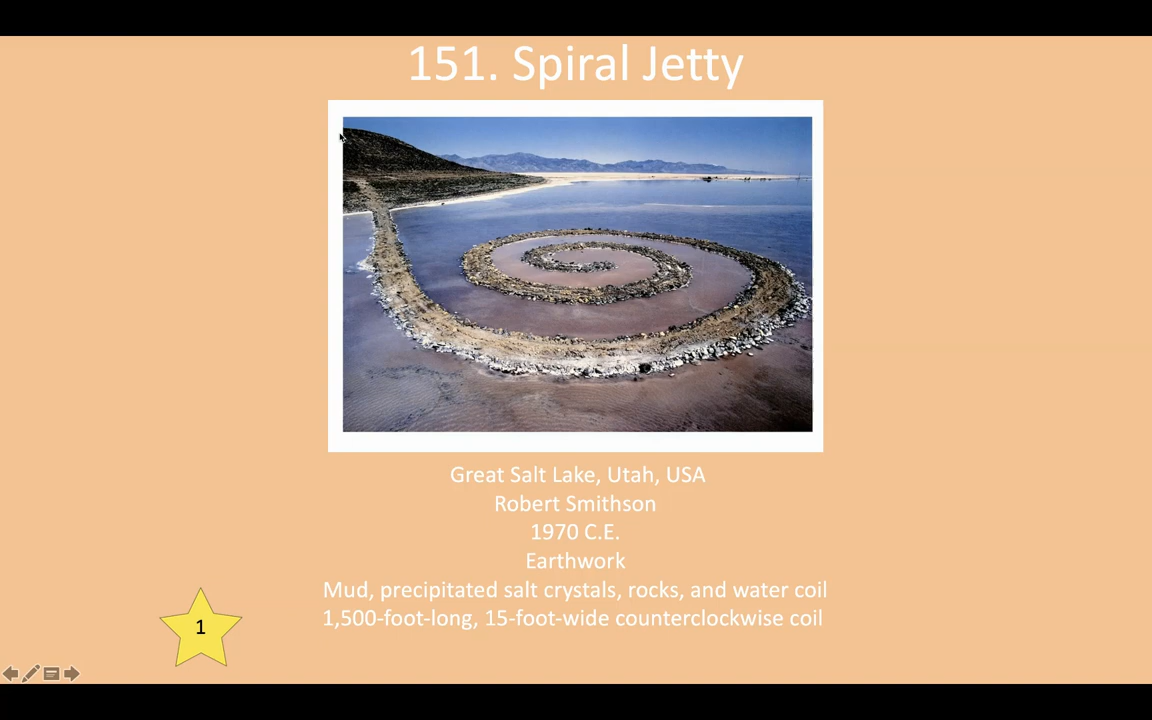 151. Spiral Jetty
Great Salt Lake, Utah, USA
Robert Smithson
1970 C.E.
Earthwork
Mud, precipitated salt crystals, rocks, and water coil
1,500-foot-long, 15-foot-wide counterclockwise coil
1